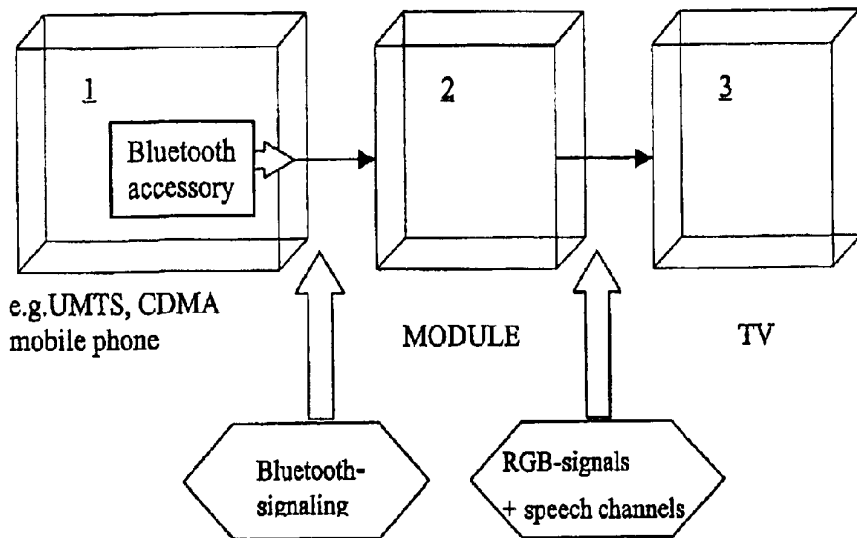 1
2
3
Bluetooth
accessory
e.g.UMTS, CDMA
mobile phone
MODULE
TV
Bluetooth-
signaling
RGB-signals
+ speech channels